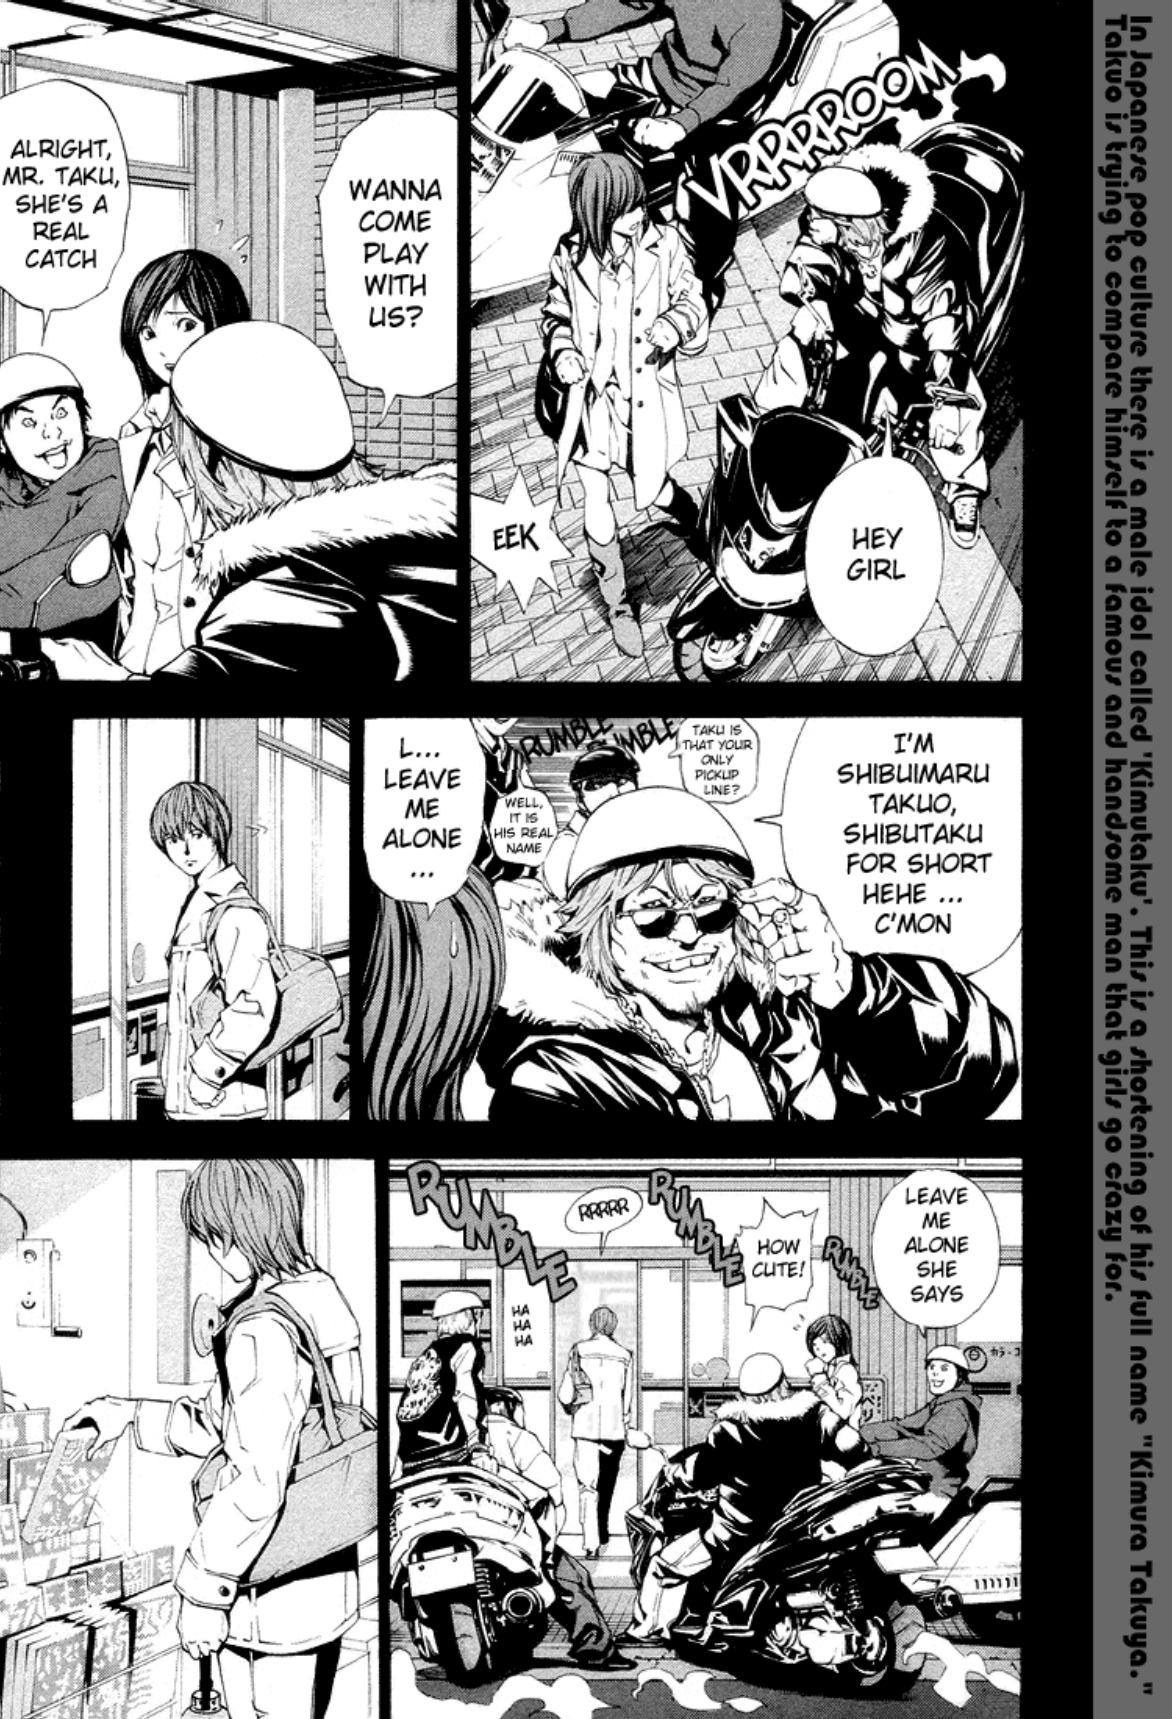 VRRRROOM
HEY
GIRL
EEK
WANNA
COME
PLAY
WITH
US?
ALRIGHT,
MR. TAKU,
SHE'S A
REAL
CATCH
I'M
SHIBUIMARU
TAKUO,
SHIBUTAKU
FOR SHORT
HEHE ...
C'MON
TAKU IS
THAT YOUR
ONLY
PICKUP
LINE?
RUMBLE
WELL,
IT IS
HIS REAL
NAME
L...
LEAVE
ME
ALONE
...
LEAVE
ME
ALONE
SHE
SAYS
RUMBLE
HOW
CUTE!
RUMBLE
RRRRR
RUMBLE
HA
HA
HA
カラ-コ
In Japanese pop culture there is a male idol called 'Kimutaku'. This is a shortening of his full name "Kimura Takuya."
Takuo is trying to compare himself to a famous and handsome man that girls go crazy for.